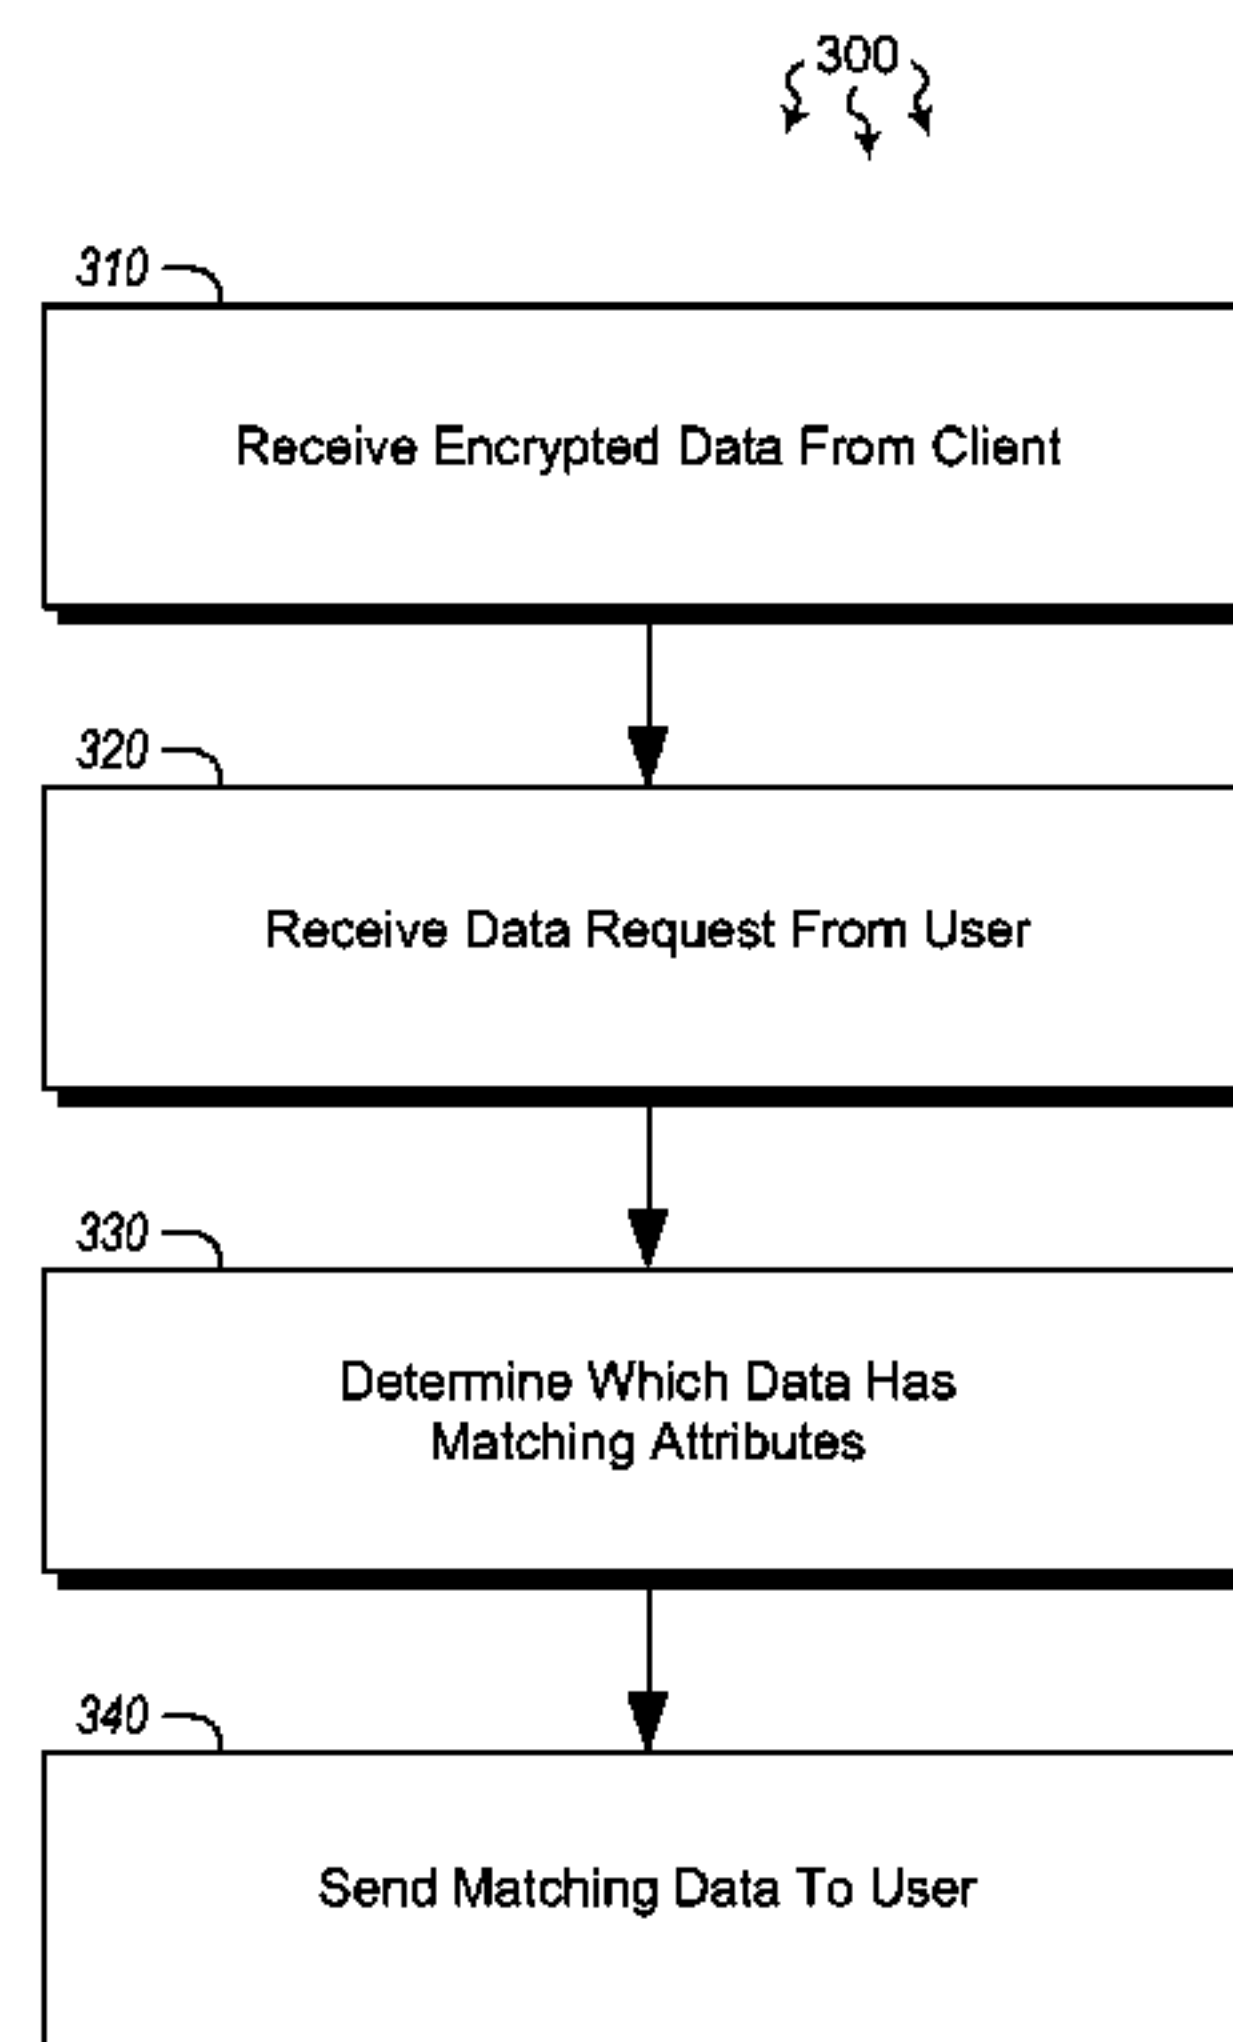 300
310
Receive Encrypted Data From Client
320
Receive Data Request From User
330
Determine Which Data Has
Matching Attributes
340
Send Matching Data To User